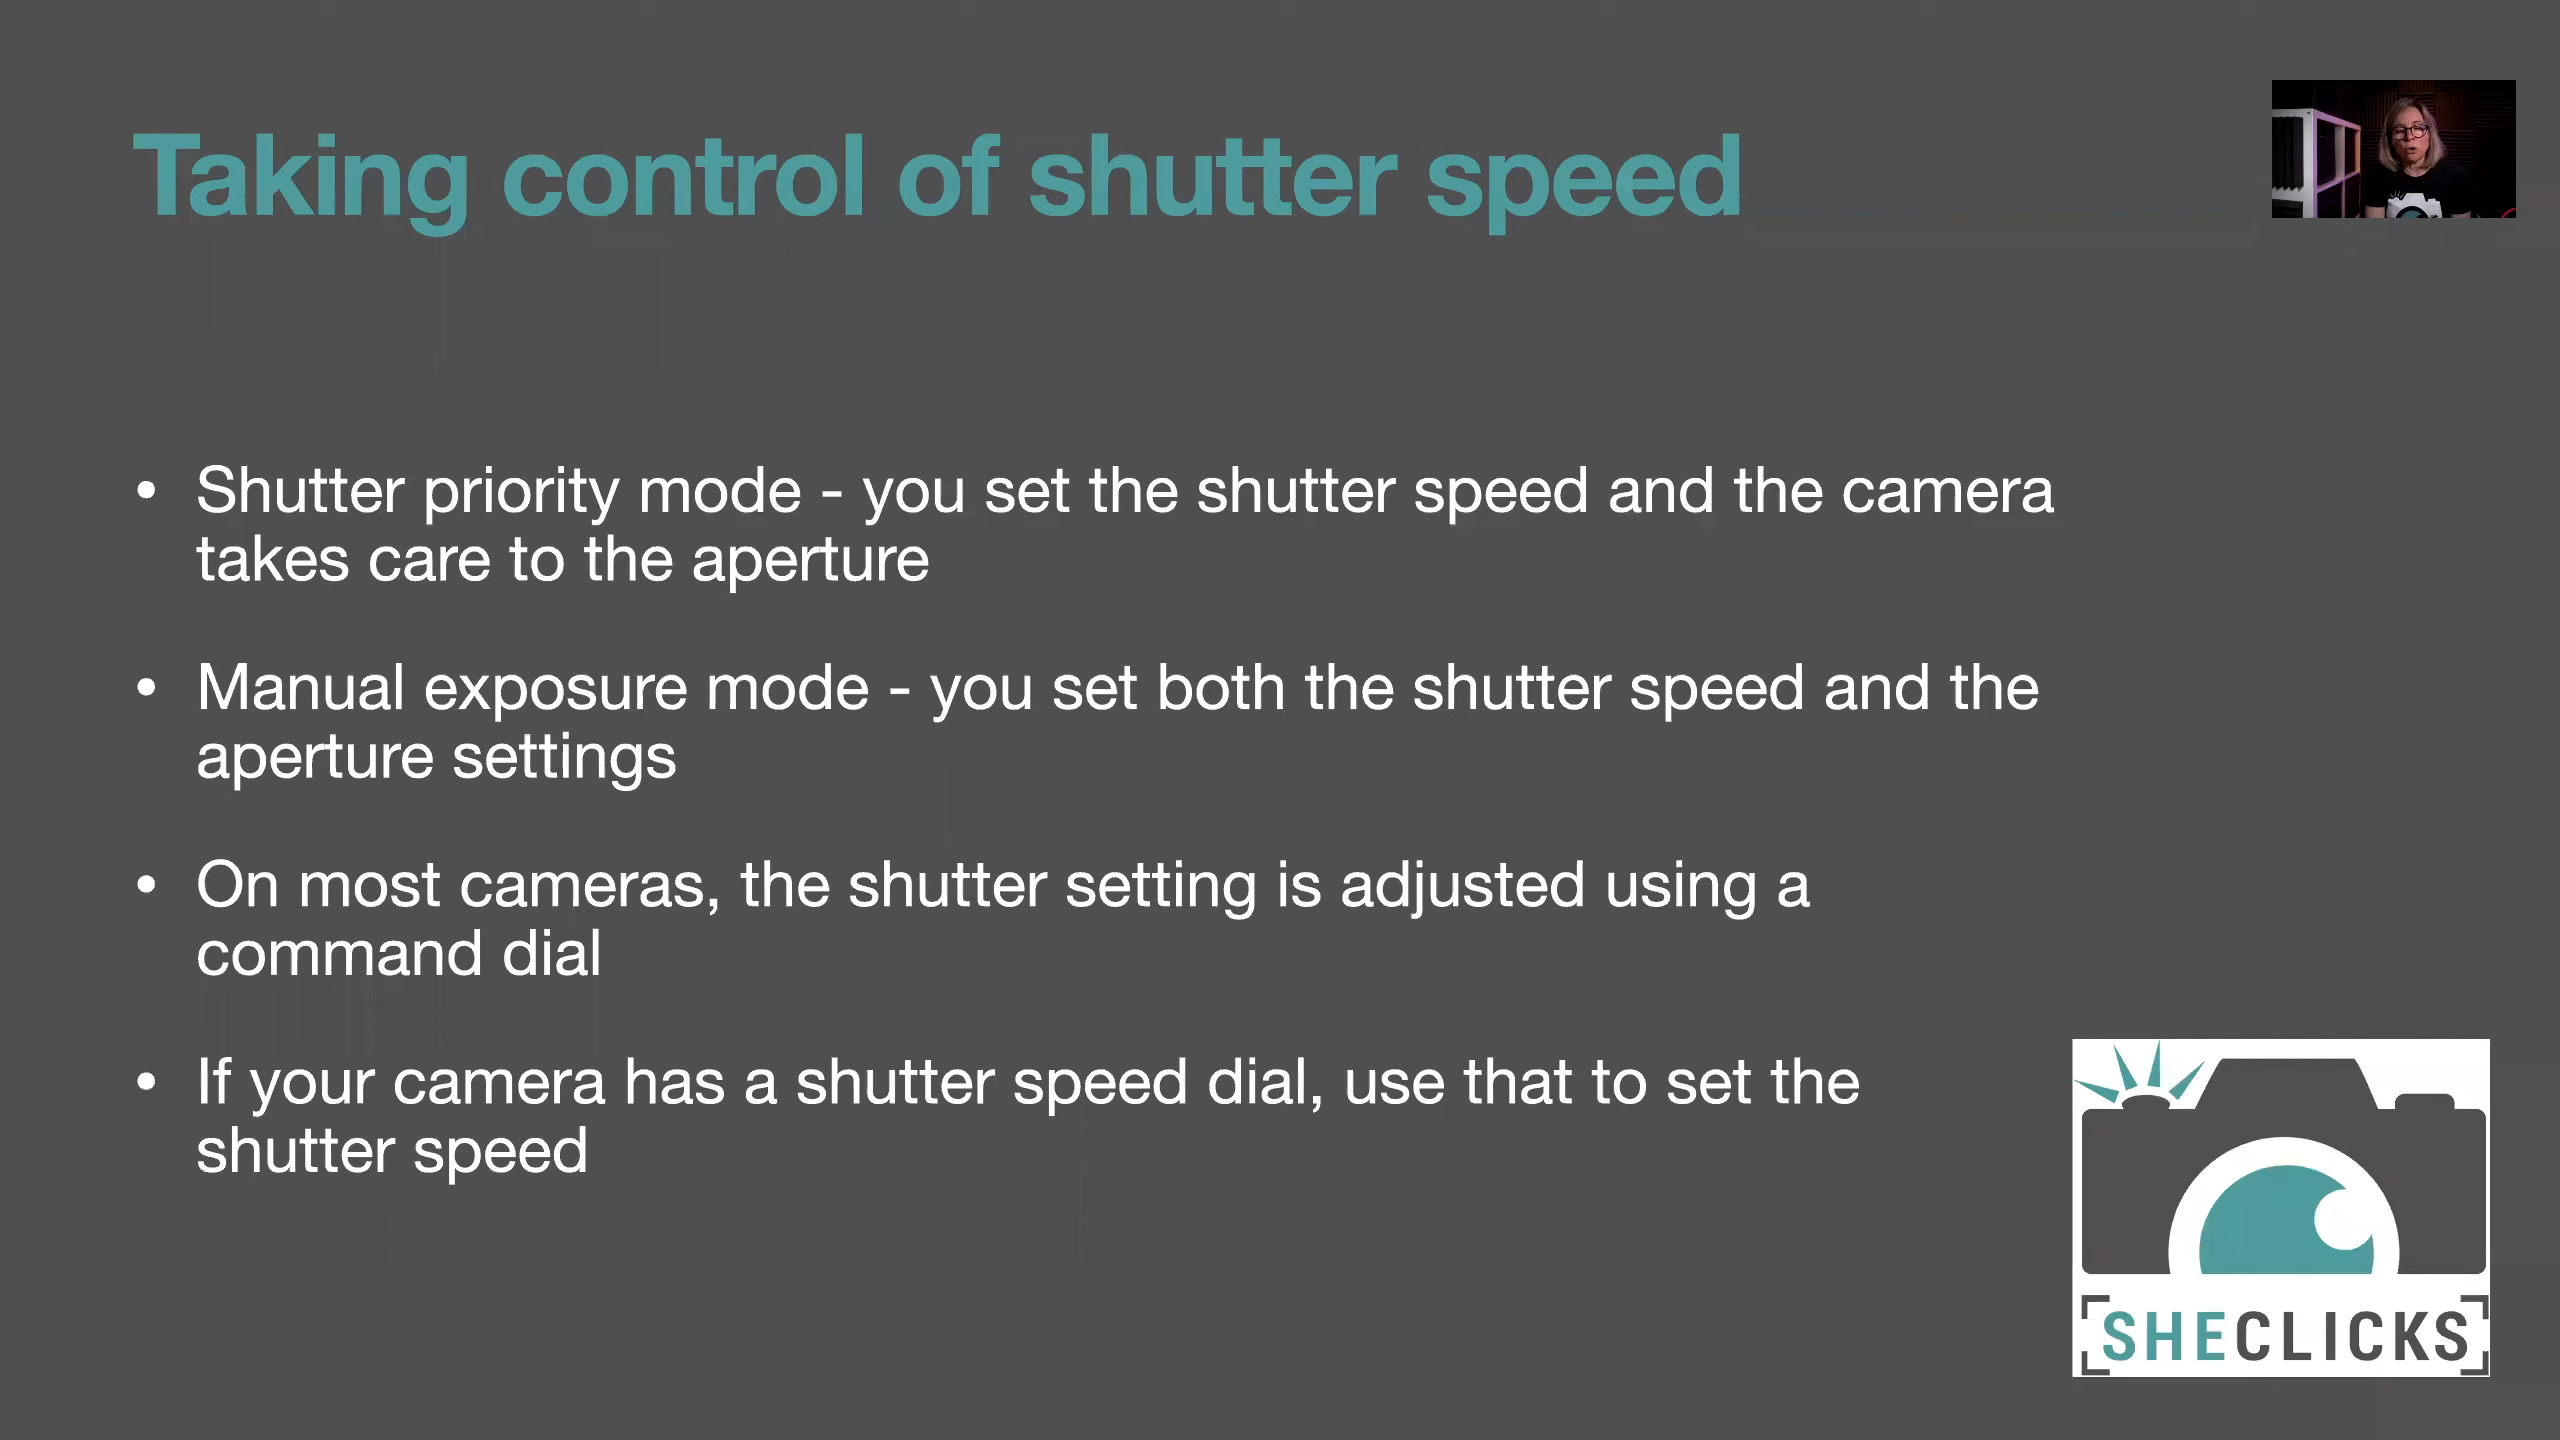 Taking control of shutter speed
• Shutter priority mode - you set the shutter speed and the camera
takes care to the aperture
• Manual exposure mode - you set both the shutter speed and the
aperture settings
• On most cameras, the shutter setting is adjusted using a
command dial
• If your camera has a shutter speed dial, use that to set the
shutter speed
SHECLICKS